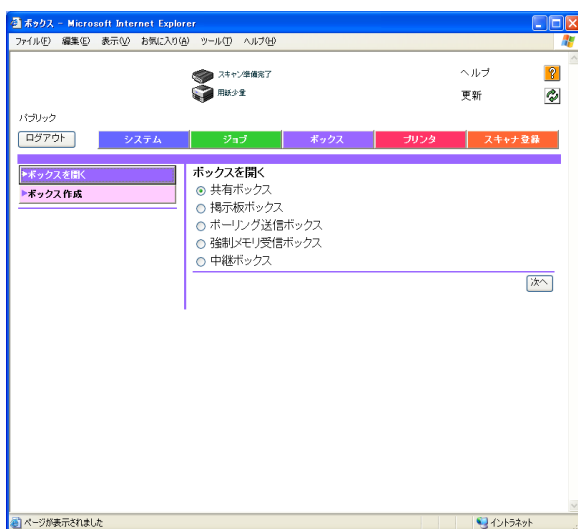 ボックス - Microsoft Internet Explorer
ファイル(F) 編集(E) 表示(V) お気に入り(A) ツール(T) ヘルプ(H)
スキャン準備完了
ヘルプ
用紙少量
更新
パブリック
ログアウト システム ジョブ ボックス プリンタ スキャナ登録
ボックスを開く
ボックス作成
ボックスを開く
共有ボックス
掲示板ボックス
ポーリング送信ボックス
強制メモリ受信ボックス
中継ボックス
次へ
ページが表示されました
イントラネット